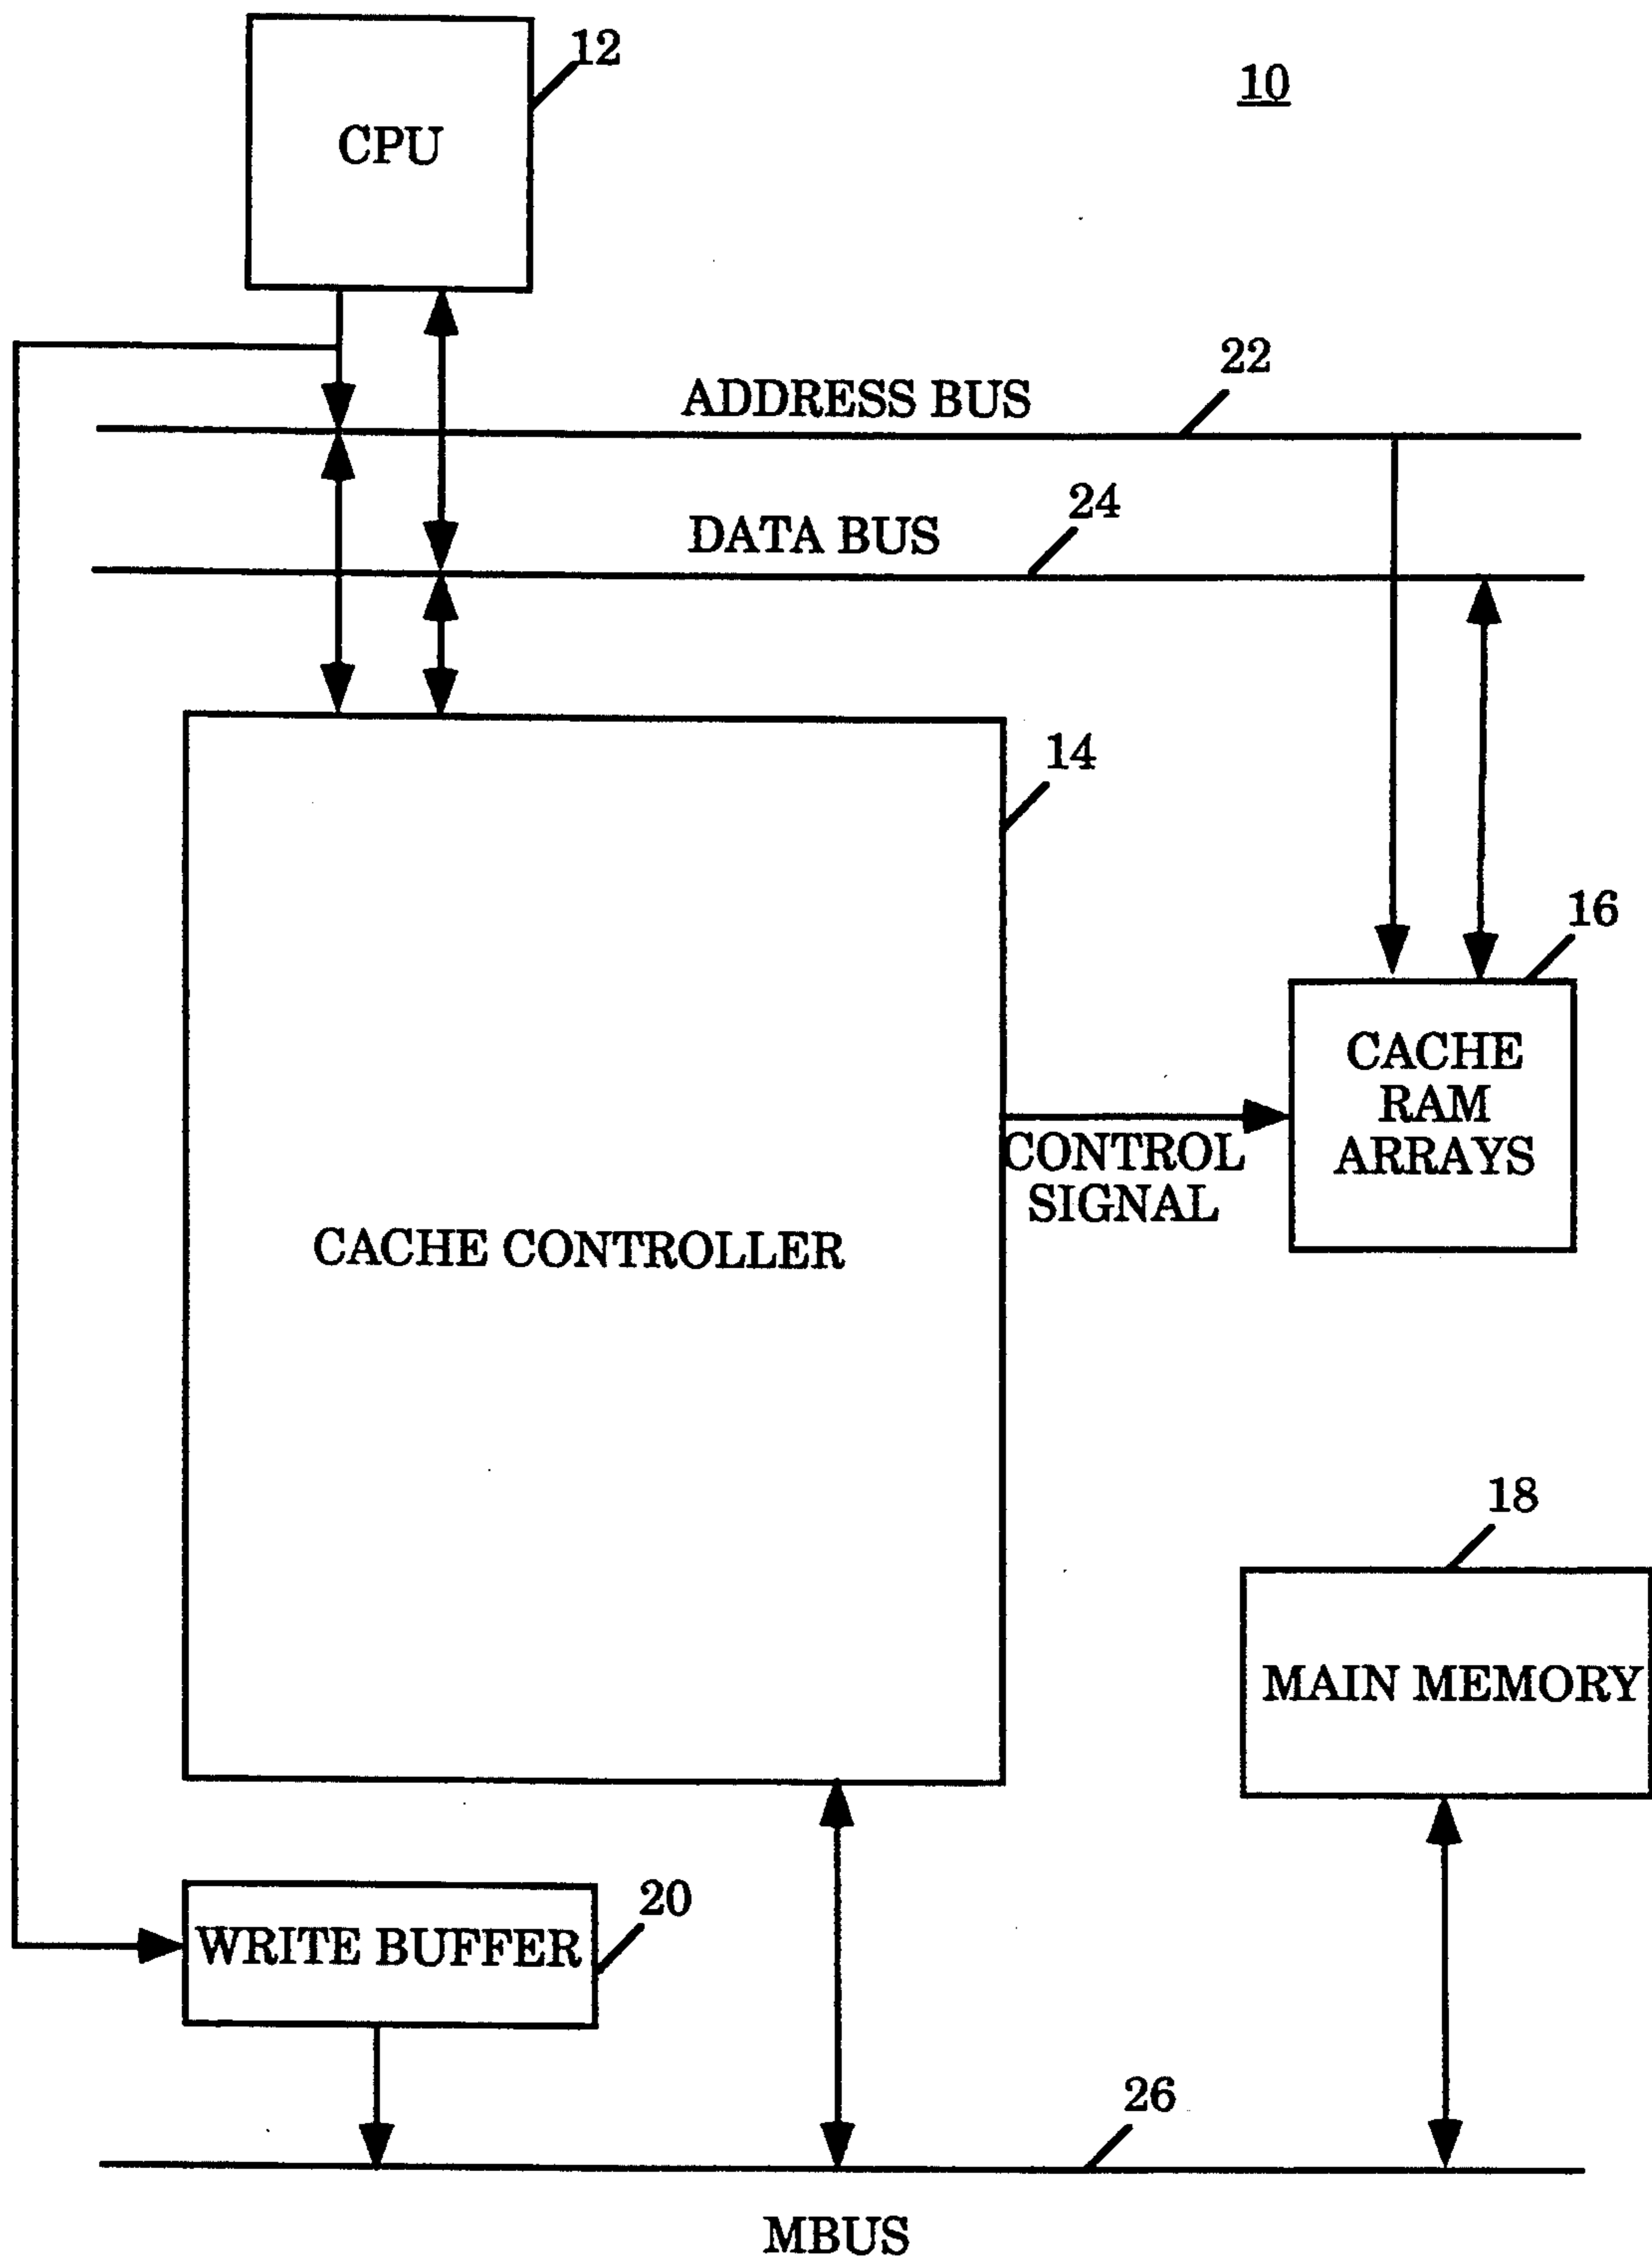 12
10
CPU
22
ADDRESS BUS
24
DATA BUS
14
16
CACHE
RAM
ARRAYS
CONTROL
SIGNAL
CACHE CONTROLLER
18
MAIN MEMORY
20
WRITE BUFFER
26
MBUS